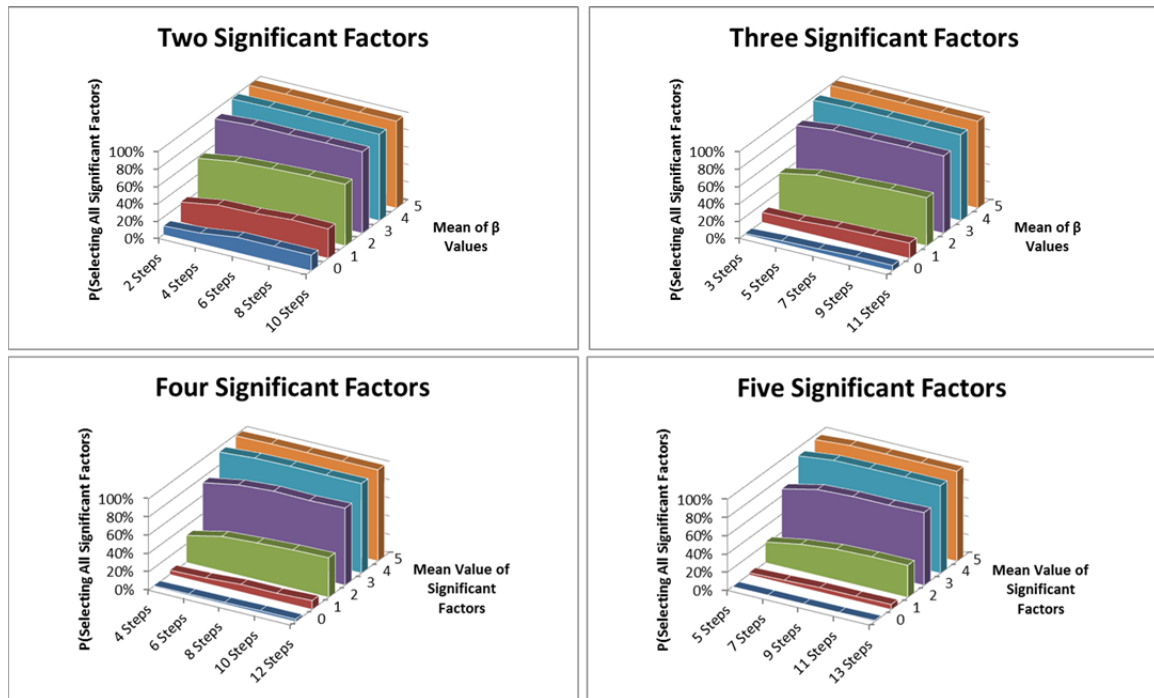 Two Significant Factors
P(Selecting All Significant Factors)
100%
80%
60%
40%
20%
0%
2 Steps
4 Steps
6 Steps
8 Steps
10 Steps
0
1
2
3
4
5
Mean of β
Values
Three Significant Factors
P(Selecting All Significant Factors)
100%
80%
60%
40%
20%
0%
3 Steps
5 Steps
7 Steps
9 Steps
11 Steps
0
1
2
3
4
5
Mean of β
Values
Four Significant Factors
P(Selecting All Significant Factors)
100%
80%
60%
40%
20%
0%
4 Steps
6 Steps
8 Steps
10 Steps
12 Steps
0
1
2
3
4
5
Mean Value of
Significant
Factors
Five Significant Factors
P(Selecting All Significant Factors)
100%
80%
60%
40%
20%
0%
5 Steps
7 Steps
9 Steps
11 Steps
13 Steps
0
1
2
3
4
5
Mean Value of
Significant
Factors